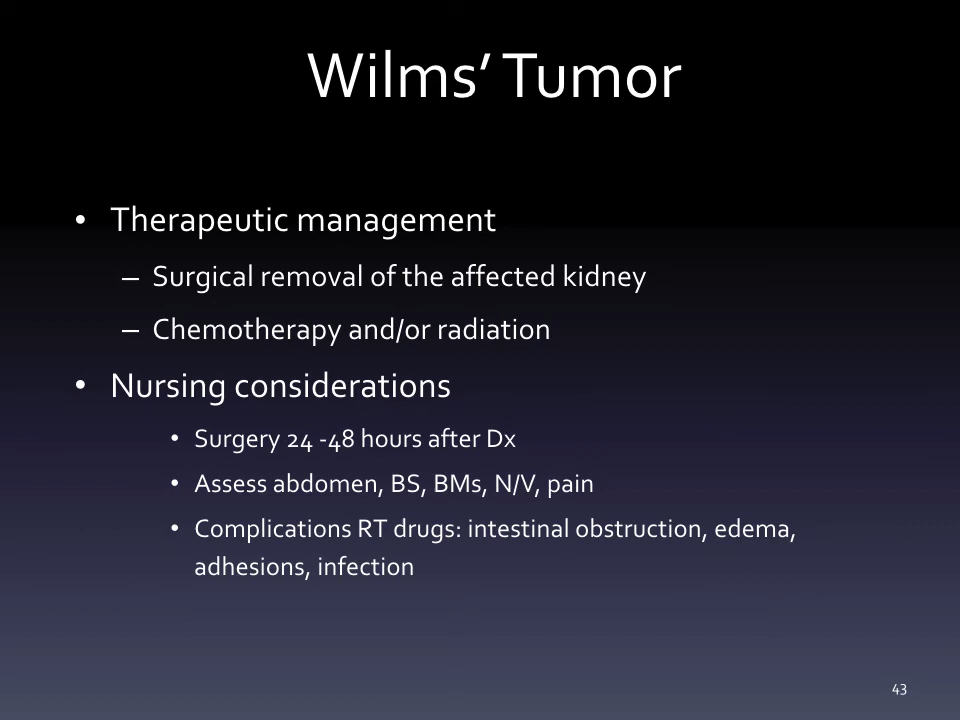 Wilms’ Tumor
• Therapeutic management
– Surgical removal of the affected kidney
– Chemotherapy and/or radiation
• Nursing considerations
• Surgery 24 -48 hours after Dx
• Assess abdomen, BS, BMs, N/V, pain
• Complications RT drugs: intestinal obstruction, edema,
adhesions, infection
43